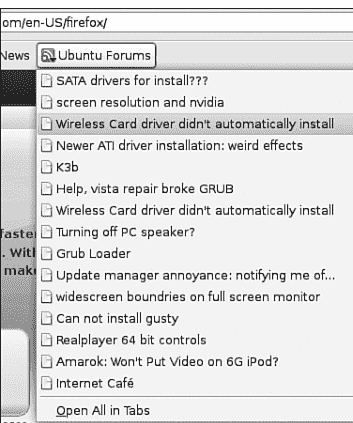 om/en-US/firefox/
News Ubuntu Forums
SATA drivers for install???
screen resolution and nvidia
Wireless Card driver didn't automatically install
Newer ATI driver installation: weird effects
K3b
Help, vista repair broke GRUB
Wireless Card driver didn't automatically install
Turning off PC speaker?
faste
Grub Loader
. With
Update manager annoyance: notifying me of...
mak
widescreen boundries on full screen monitor
Can not install gusty
Realplayer 64 bit controls
Amarok: Won't Put Video on 6G iPod?
Internet Café
Open All in Tabs